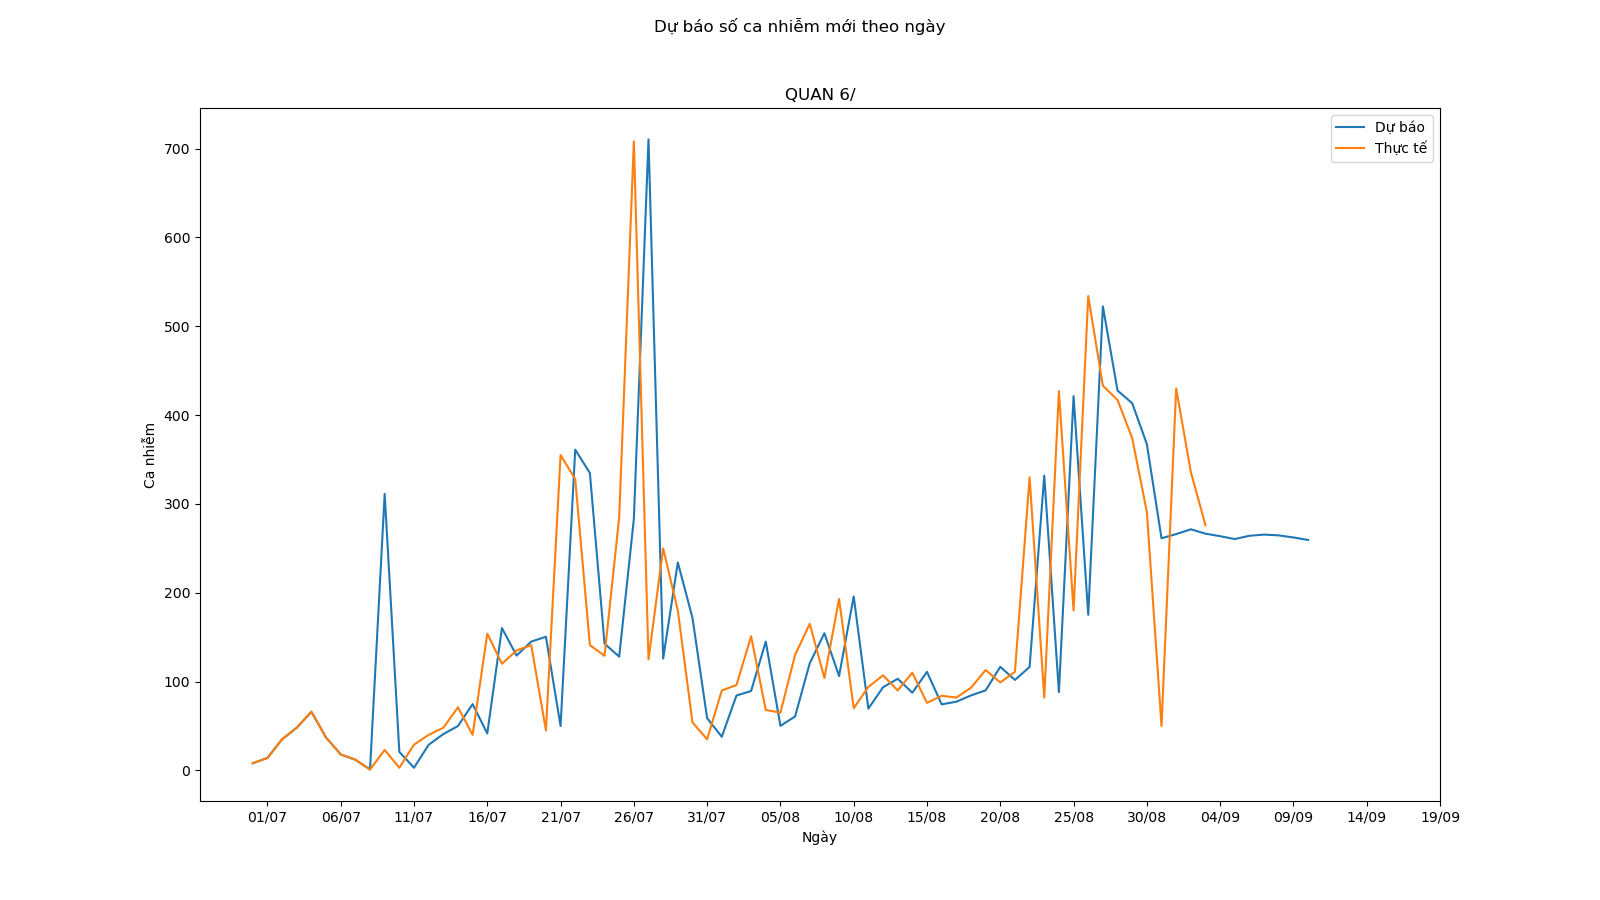 Dự báo số ca nhiễm mới theo ngày
QUAN 6/
Dự báo
Thực tế
700
600
500
400
300
200
100
0
Ca nhiễm
01/07 06/07 11/07 16/07 21/07 26/07 31/07 05/08 10/08 15/08 20/08 25/08 30/08 04/09 09/09 14/09 19/09
Ngày